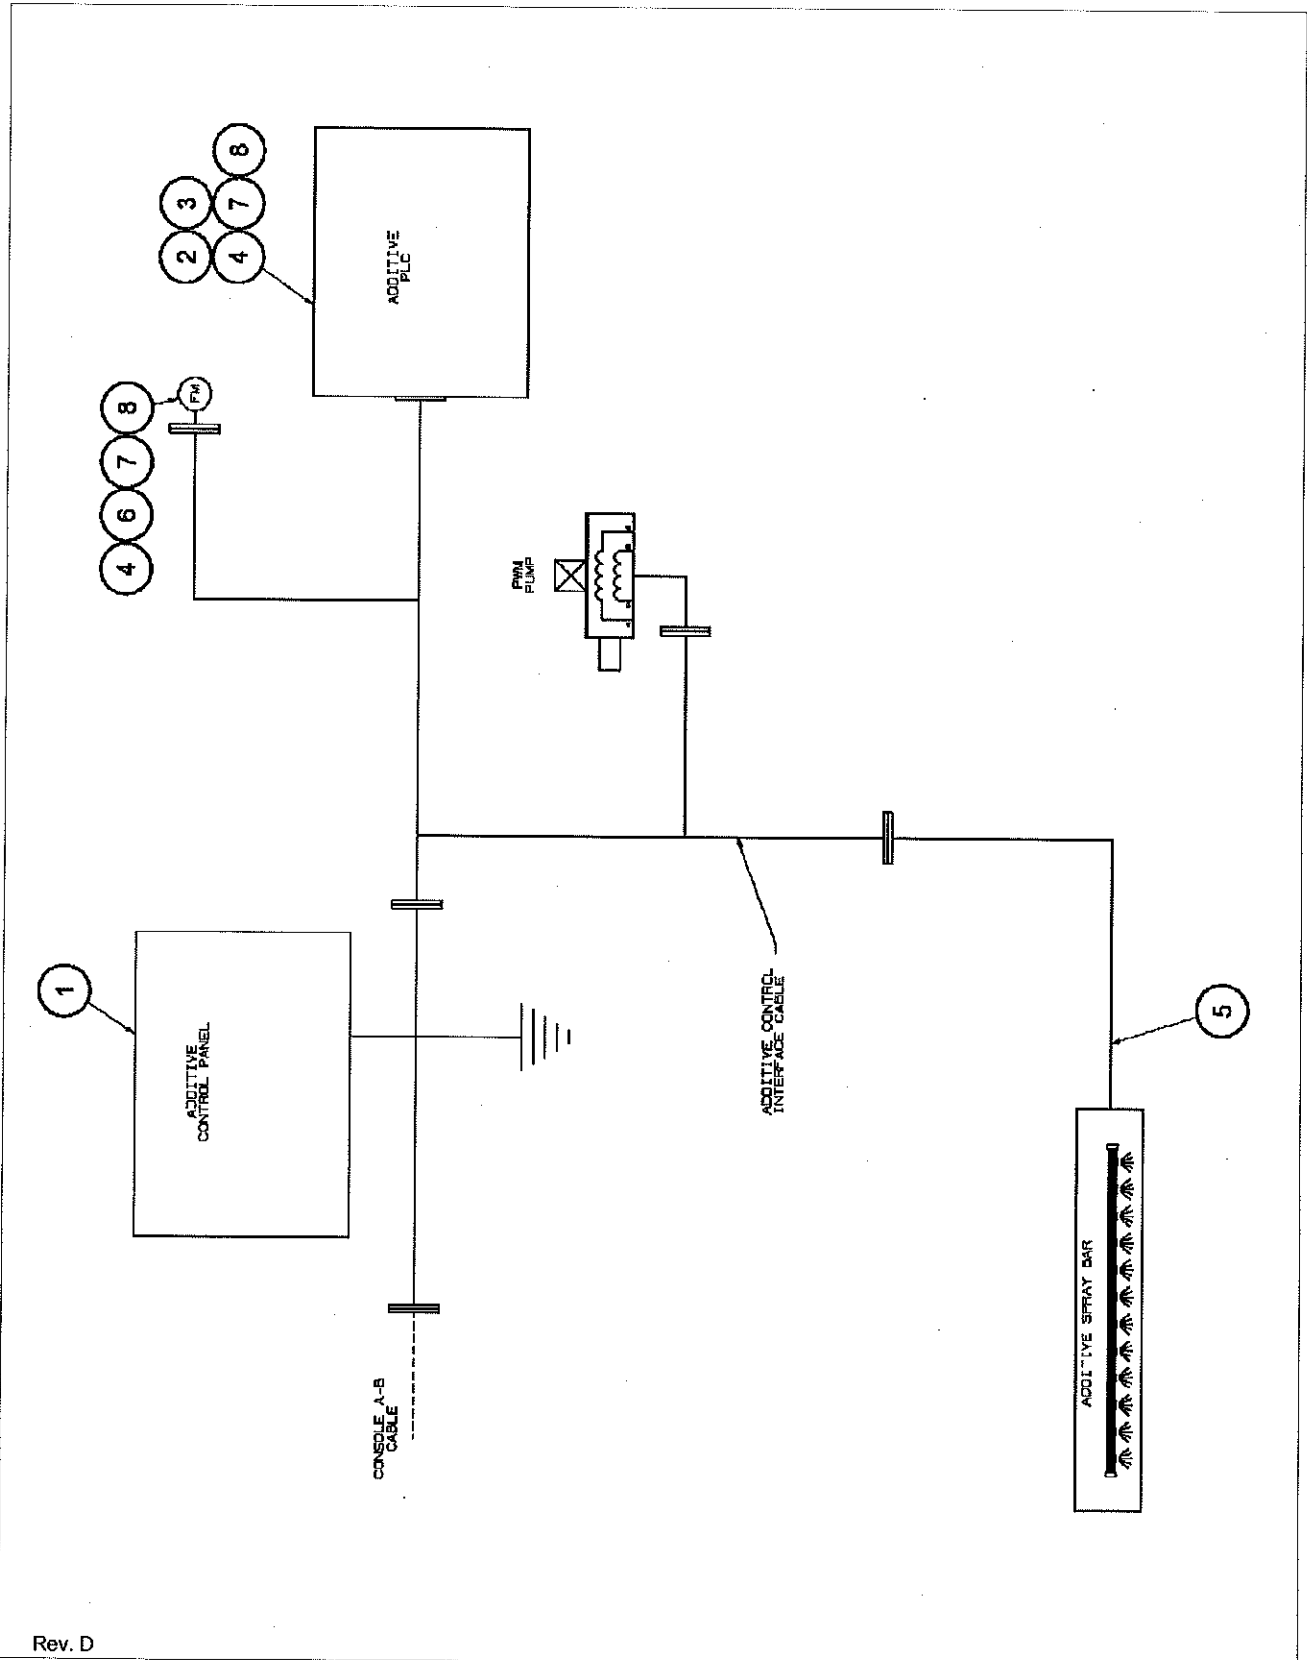 1
ADDITIVE
CONTROL PANEL
CONSOLE A-B
CABLE
4 6 7 8
FM
2 3
4 7 8
ADDITIVE
PLC
PWM
PUMP
ADDITIVE CONTROL
INTERFACE CABLE
5
ADDITIVE SPRAY BAR
Rev. D